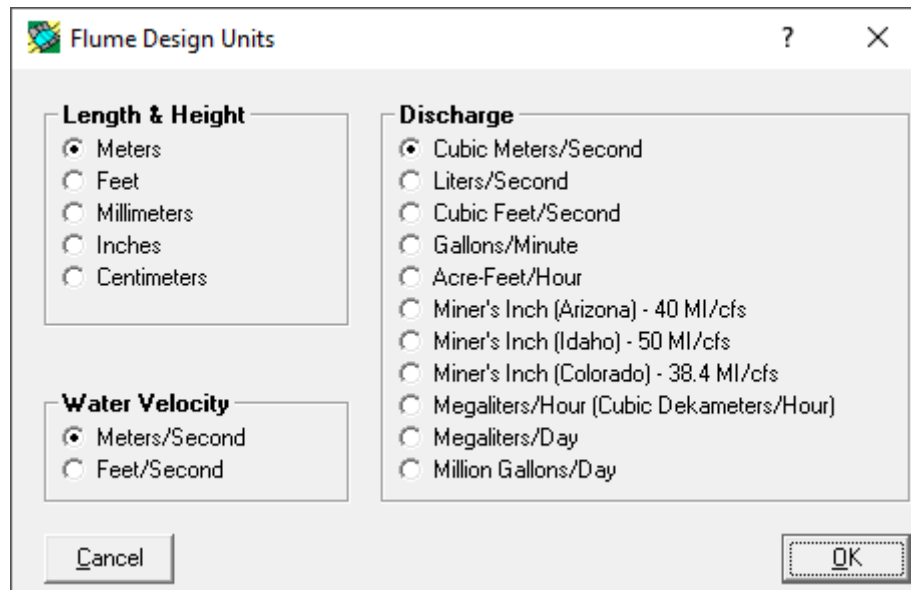 Flume Design Units
?
Length & Height
Meters
Feet
Millimeters
Inches
Centimeters
Water Velocity
Meters/Second
Feet/Second
Discharge
Cubic Meters/Second
Liters/Second
Cubic Feet/Second
Gallons/Minute
Acre-Feet/Hour
Miner's Inch (Arizona) - 40 MI/cfs
Miner's Inch (Idaho) - 50 MI/cfs
Miner's Inch (Colorado) - 38.4 MI/cfs
Megaliters/Hour (Cubic Dekameters/Hour)
Megaliters/Day
Million Gallons/Day
Cancel
OK